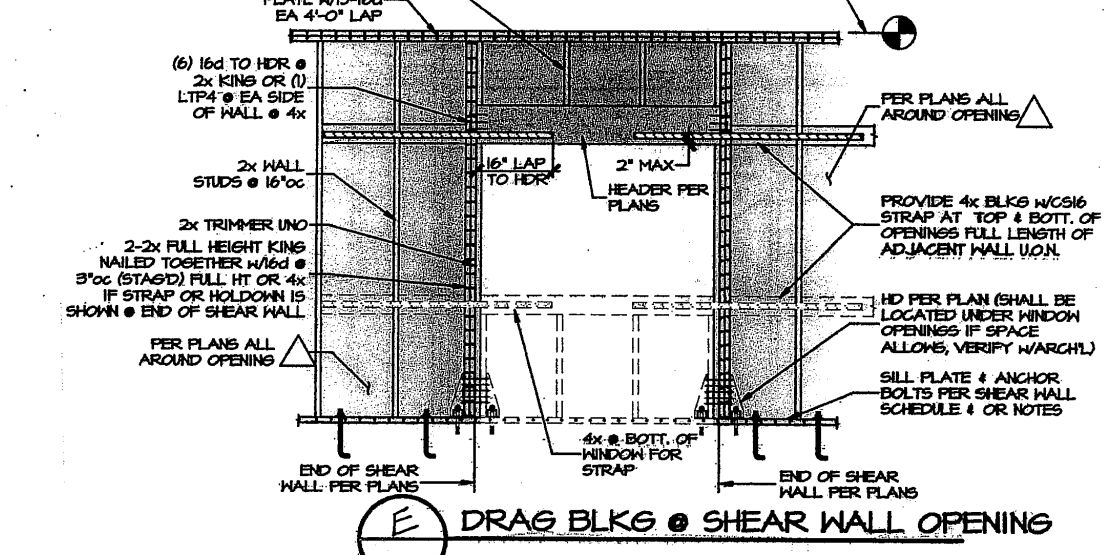 EA 4'-0" LAP
(6) 16d TO HDR @
2x KING OR (1)
LTP4 @ EA SIDE
OF WALL @ 4x
2x WALL
STUDS @ 16"oc
2x TRIMMER UNO
2-2x FULL HEIGHT KING
NAILED TOGETHER w/16d @
3"oc (STAG'D) FULL HT OR 4x
IF STRAP OR HOLDOWN IS
SHOWN @ END OF SHEAR WALL
PER PLANS ALL
AROUND OPENING
END OF SHEAR
WALL PER PLANS
16" LAP
TO HDR
2" MAX
HEADER PER
PLANS
4x @ BOTT. OF
WINDOW FOR
STRAP
PER PLANS ALL
AROUND OPENING
PROVIDE 4x BLKG W/CS16
STRAP AT TOP & BOTT. OF
OPENINGS FULL LENGTH OF
ADJACENT WALL U.O.N.
HD PER PLAN (SHALL BE
LOCATED UNDER WINDOW
OPENINGS IF SPACE
ALLOWS, VERIFY W/ARCH'L)
SILL PLATE & ANCHOR
BOLTS PER SHEAR WALL
SCHEDULE & OR NOTES
END OF SHEAR
WALL PER PLANS
E
DRAG BLKG @ SHEAR WALL OPENING